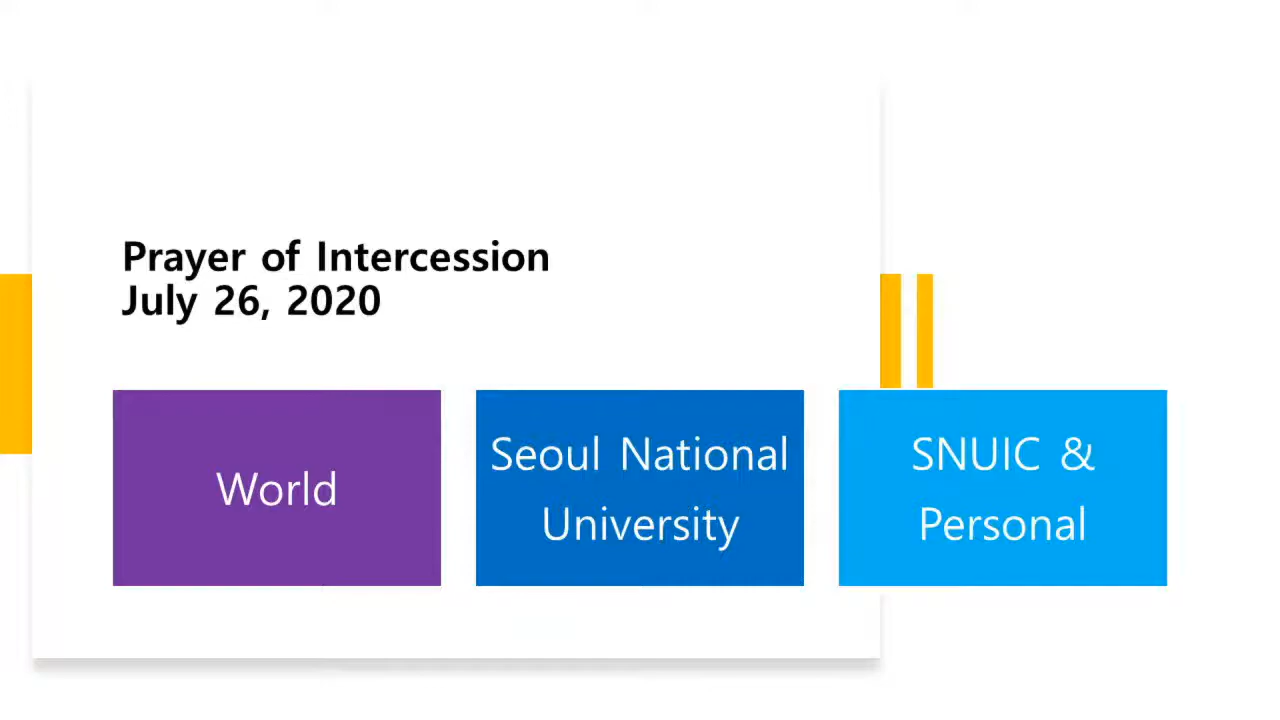 Prayer of Intercession
July 26, 2020
World
Seoul National
University
SNUIC &
Personal